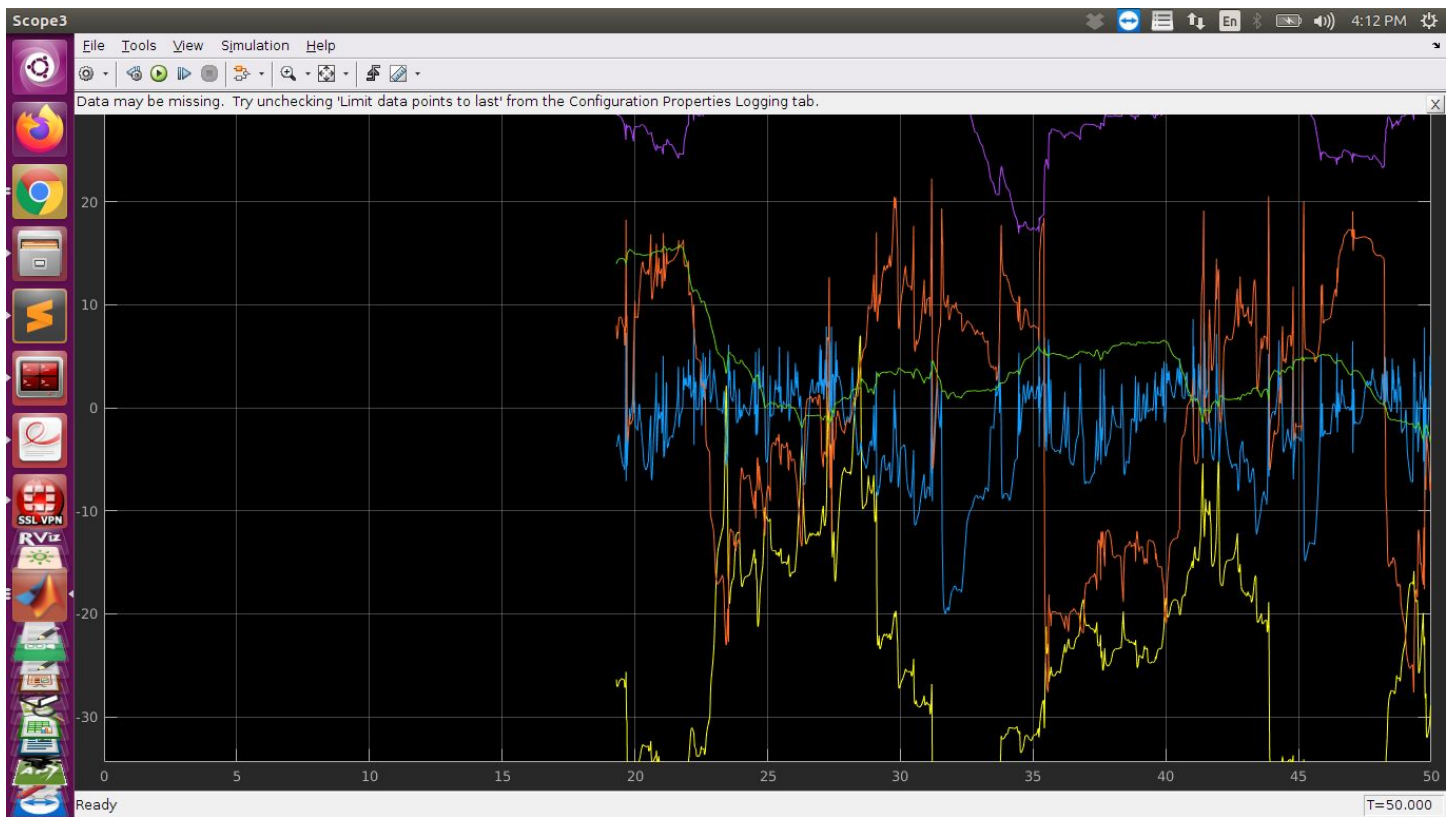 Scope3
En
4:12 PM
File Tools View Simulation Help
Data may be missing. Try unchecking 'Limit data points to last' from the Configuration Properties Logging tab.
X
20
10
0
-10
-20
-30
0 5 10 15 20 25 30 35 40 45 50
SSL VPN
RViz
Ready
T=50.000